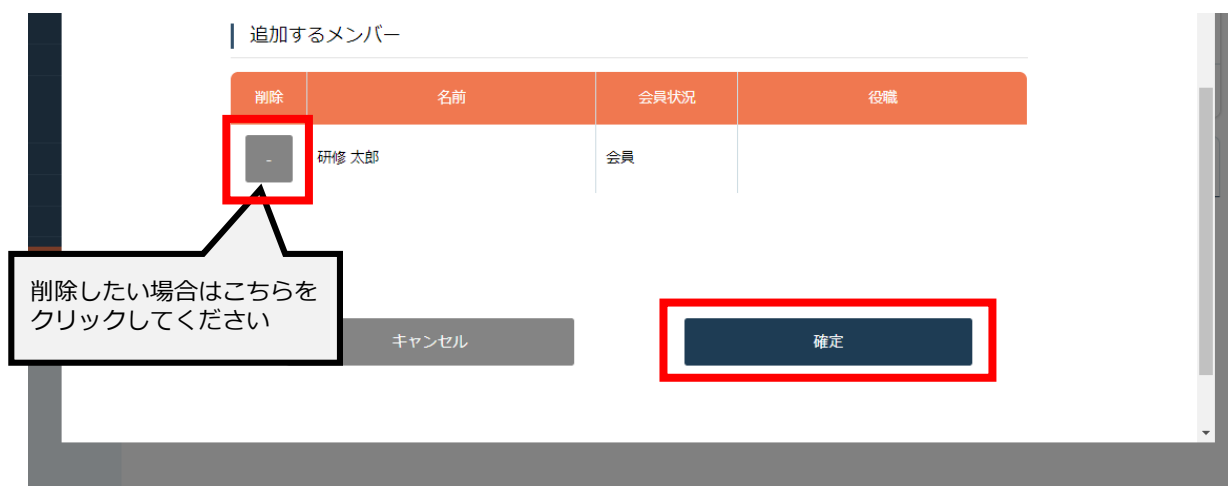 追加するメンバー
削除 名前 会員状況 役職
- 研修 太郎 会員
削除したい場合はこちらを
クリックしてください
キャンセル 確定